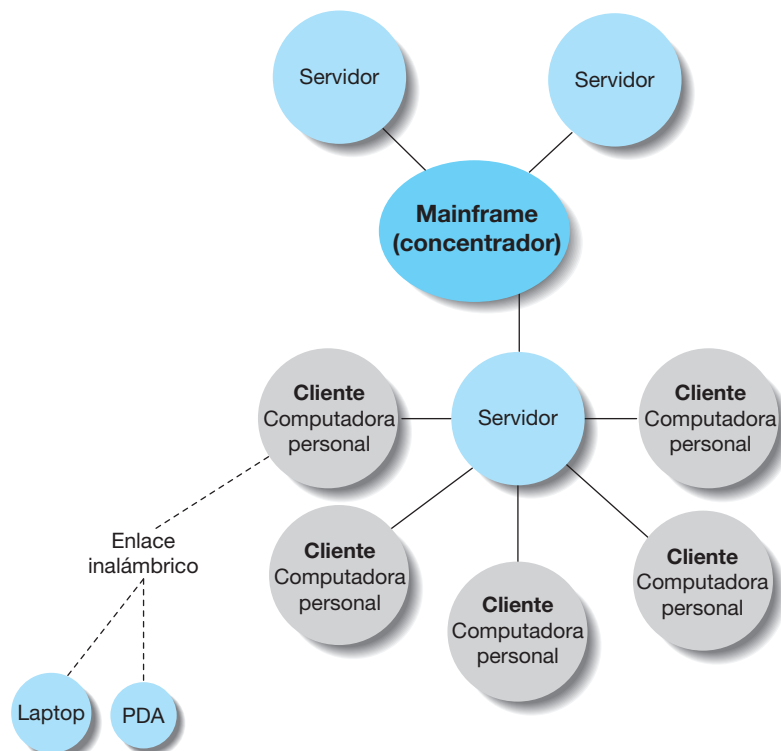 Servidor
Servidor
Mainframe
(concentrador)
Cliente
Computadora
personal
Servidor
Cliente
Computadora
personal
Enlace
inalámbrico
Cliente
Computadora
personal
Cliente
Computadora
personal
Cliente
Computadora
personal
Laptop
PDA